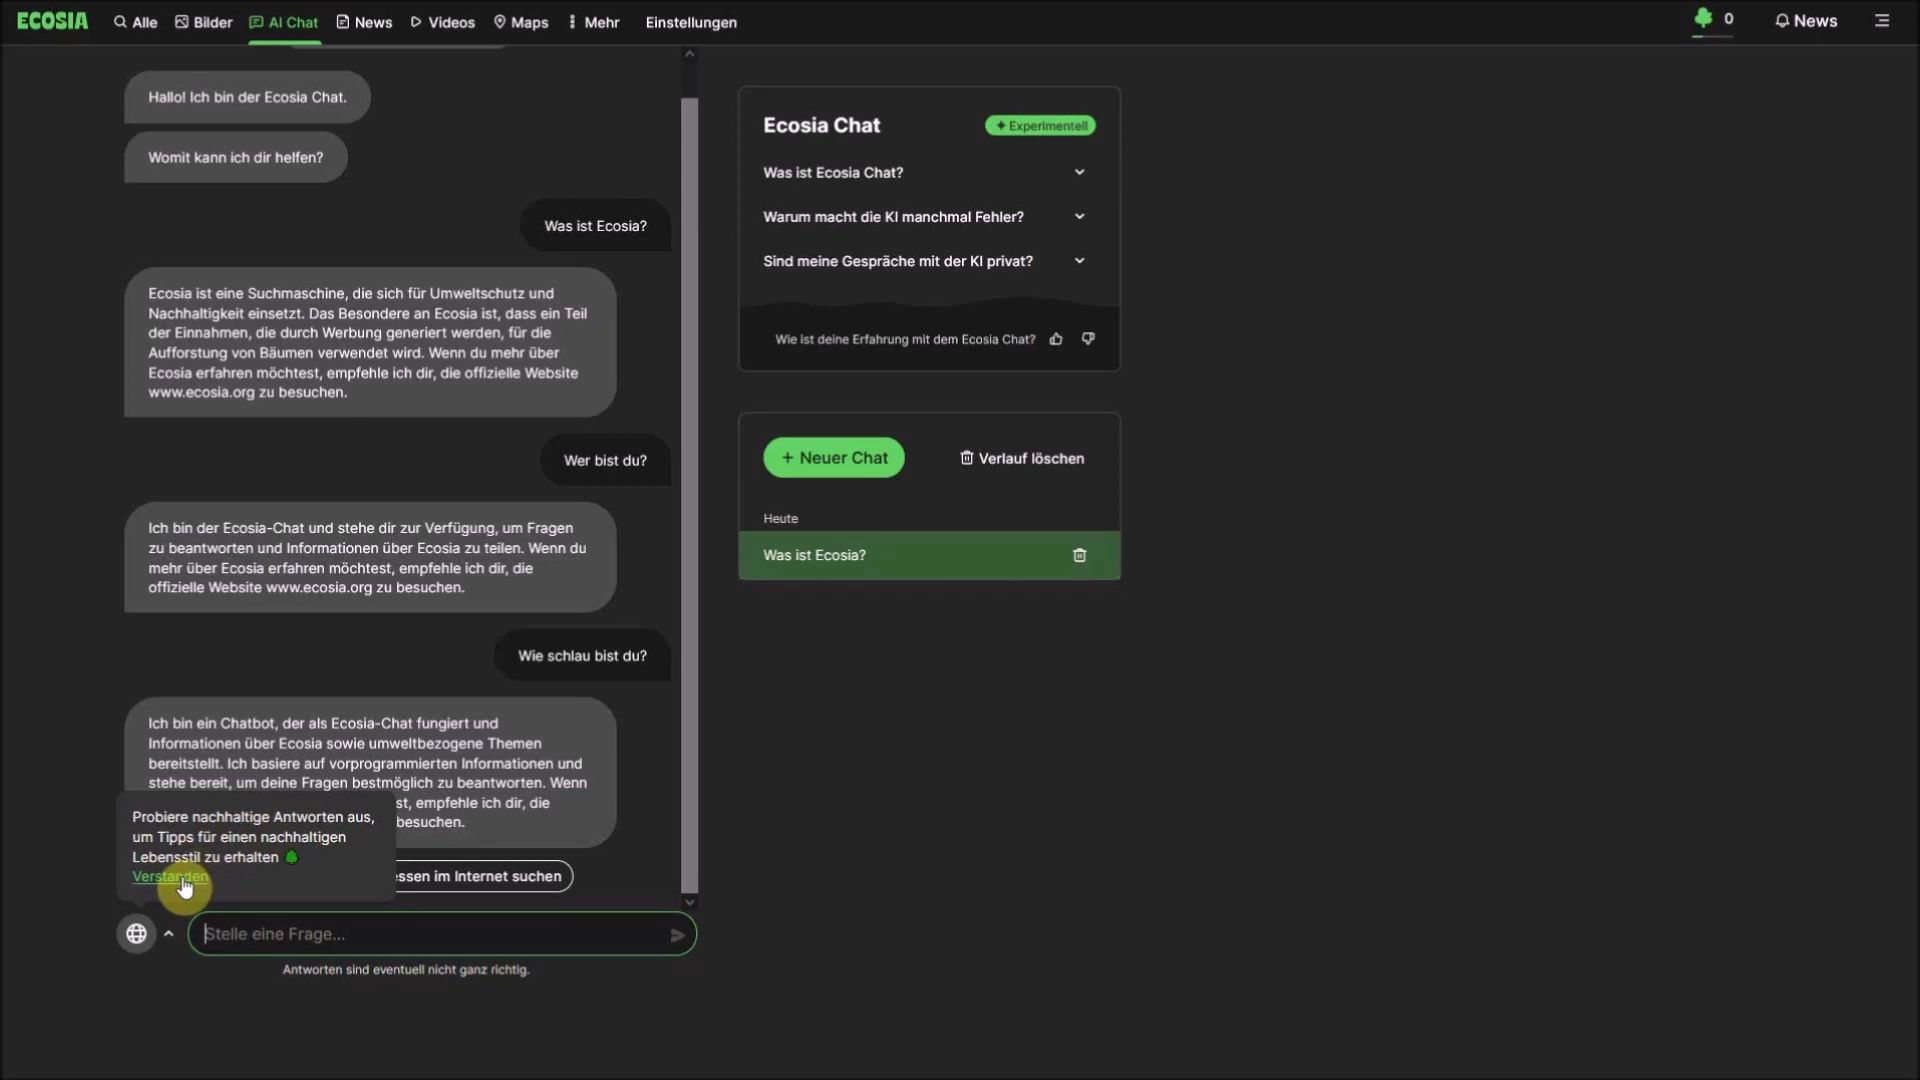 ECOSIA
Alle
Bilder
AI Chat
News
Videos
Maps
Mehr
Einstellungen
0
News
Hallo! Ich bin der Ecosia Chat.
Womit kann ich dir helfen?
Was ist Ecosia?
Ecosia ist eine Suchmaschine, die sich für Umweltschutz und
Nachhaltigkeit einsetzt. Das Besondere an Ecosia ist, dass ein Teil
der Einnahmen, die durch Werbung generiert werden, für die
Aufforstung von Bäumen verwendet wird. Wenn du mehr über
Ecosia erfahren möchtest, empfehle ich dir, die offizielle Website
www.ecosia.org zu besuchen.
Wer bist du?
Ich bin der Ecosia-Chat und stehe dir zur Verfügung, um Fragen
zu beantworten und Informationen über Ecosia zu teilen. Wenn du
mehr über Ecosia erfahren möchtest, empfehle ich dir, die
offizielle Website www.ecosia.org zu besuchen.
Wie schlau bist du?
Ich bin ein Chatbot, der als Ecosia-Chat fungiert und
Informationen über Ecosia sowie umweltbezogene Themen
bereitstellt. Ich basiere auf vorprogrammierten Informationen und
stehe bereit, um deine Fragen bestmöglich zu beantworten. Wenn
st, empfehle ich dir, die
besuchen.
Probiere nachhaltige Antworten aus,
um Tipps für einen nachhaltigen
Lebensstil zu erhalten
Verstanden
essen im Internet suchen
Stelle eine Frage...
Antworten sind eventuell nicht ganz richtig.
Ecosia Chat
Experimentell
Was ist Ecosia Chat?
Warum macht die KI manchmal Fehler?
Sind meine Gespräche mit der KI privat?
Wie ist deine Erfahrung mit dem Ecosia Chat?
+ Neuer Chat
Verlauf löschen
Heute
Was ist Ecosia?